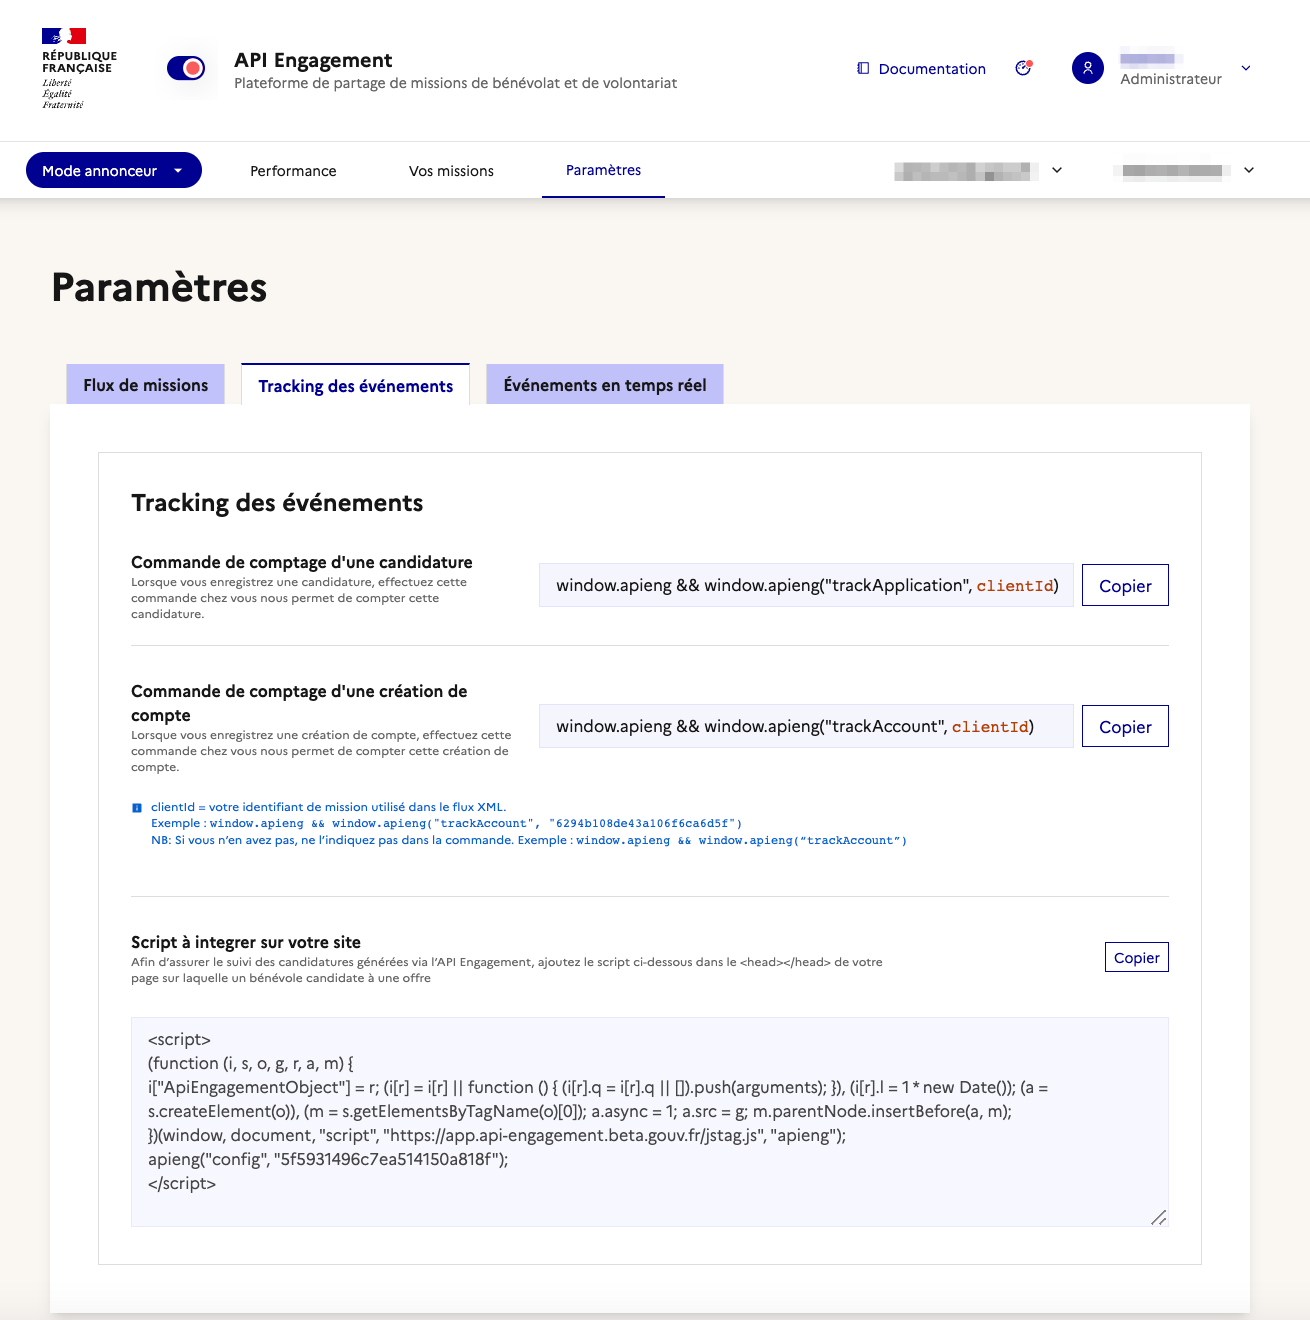 RÉPUBLIQUE
FRANÇAISE
Liberté
Égalité
Fraternité
API Engagement
Plateforme de partage de missions de bénévolat et de volontariat
Documentation
Administrateur
Mode annonceur
Performance
Vos missions
Paramètres
Paramètres
Flux de missions
Tracking des événements
Événements en temps réel
Tracking des événements
Commande de comptage d'une candidature
Lorsque vous enregistrez une candidature, effectuez cette
commande chez vous nous permet de compter cette
candidature.
window.apieng && window.apieng("trackApplication", clientId)
Copier
Commande de comptage d'une création de
compte
Lorsque vous enregistrez une création de compte, effectuez cette
commande chez vous nous permet de compter cette création de
compte.
window.apieng && window.apieng("trackAccount", clientId)
Copier
clientId = votre identifiant de mission utilisé dans le flux XML.
Exemple : window.apieng && window.apieng("trackAccount", "6294b108de43a106f6ca6d5f")
NB: Si vous n’en avez pas, ne l’indiquez pas dans la commande. Exemple : window.apieng && window.apieng(“trackAccount”)
Script à integrer sur votre site
Afin d’assurer le suivi des candidatures générées via l’API Engagement, ajoutez le script ci-dessous dans le <head></head> de votre
page sur laquelle un bénévole candidate à une offre
Copier
<script>
(function (i, s, o, g, r, a, m) {
i["ApiEngagementObject"] = r; (i[r] = i[r] || function () { (i[r].q = i[r].q || []).push(arguments); }), (i[r].l = 1 * new Date()); (a =
s.createElement(o)), (m = s.getElementsByTagName(o)[0]); a.async = 1; a.src = g; m.parentNode.insertBefore(a, m);
})(window, document, "script", "https://app.api-engagement.beta.gouv.fr/jstag.js", "apieng");
apieng("config", "5f5931496c7ea514150a818f");
</script>